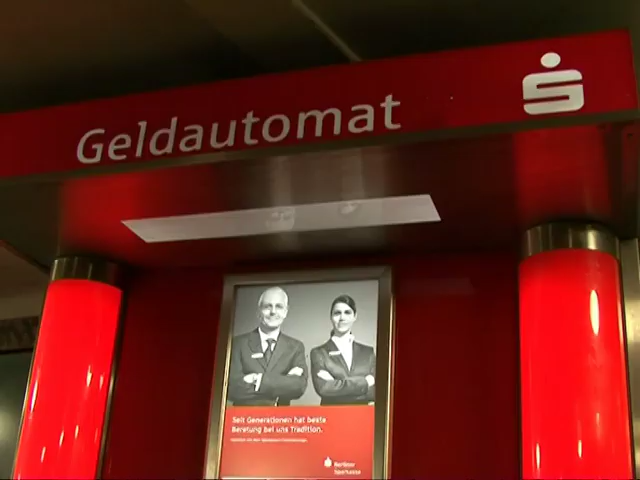 Geldautomat
Seit Generationen hat beste
Beratung bei uns Tradition.
Berliner
Sparkasse